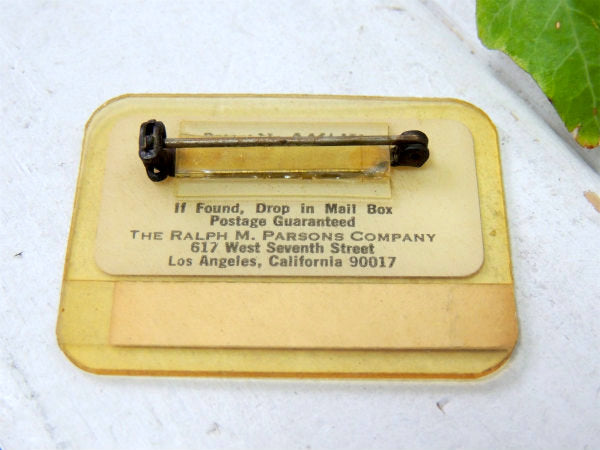 If Found, Drop in Mail Box
Postage Guaranteed
THE RALPH M. PARSONS COMPANY
617 West Seventh Street
Los Angeles, California 90017